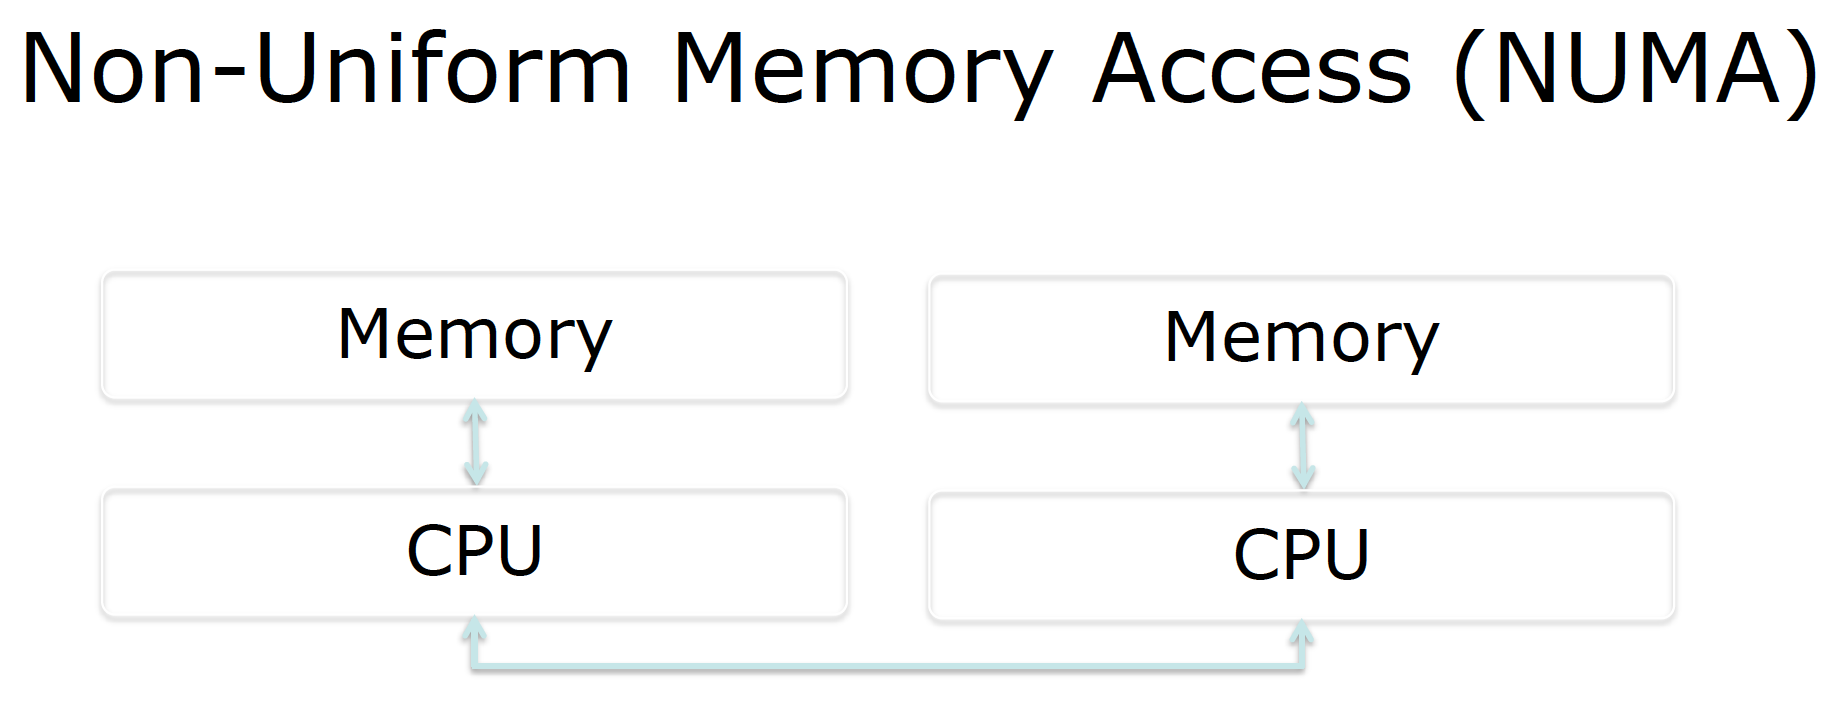 Non-Uniform Memory Access (NUMA)
Memory
Memory
CPU
CPU